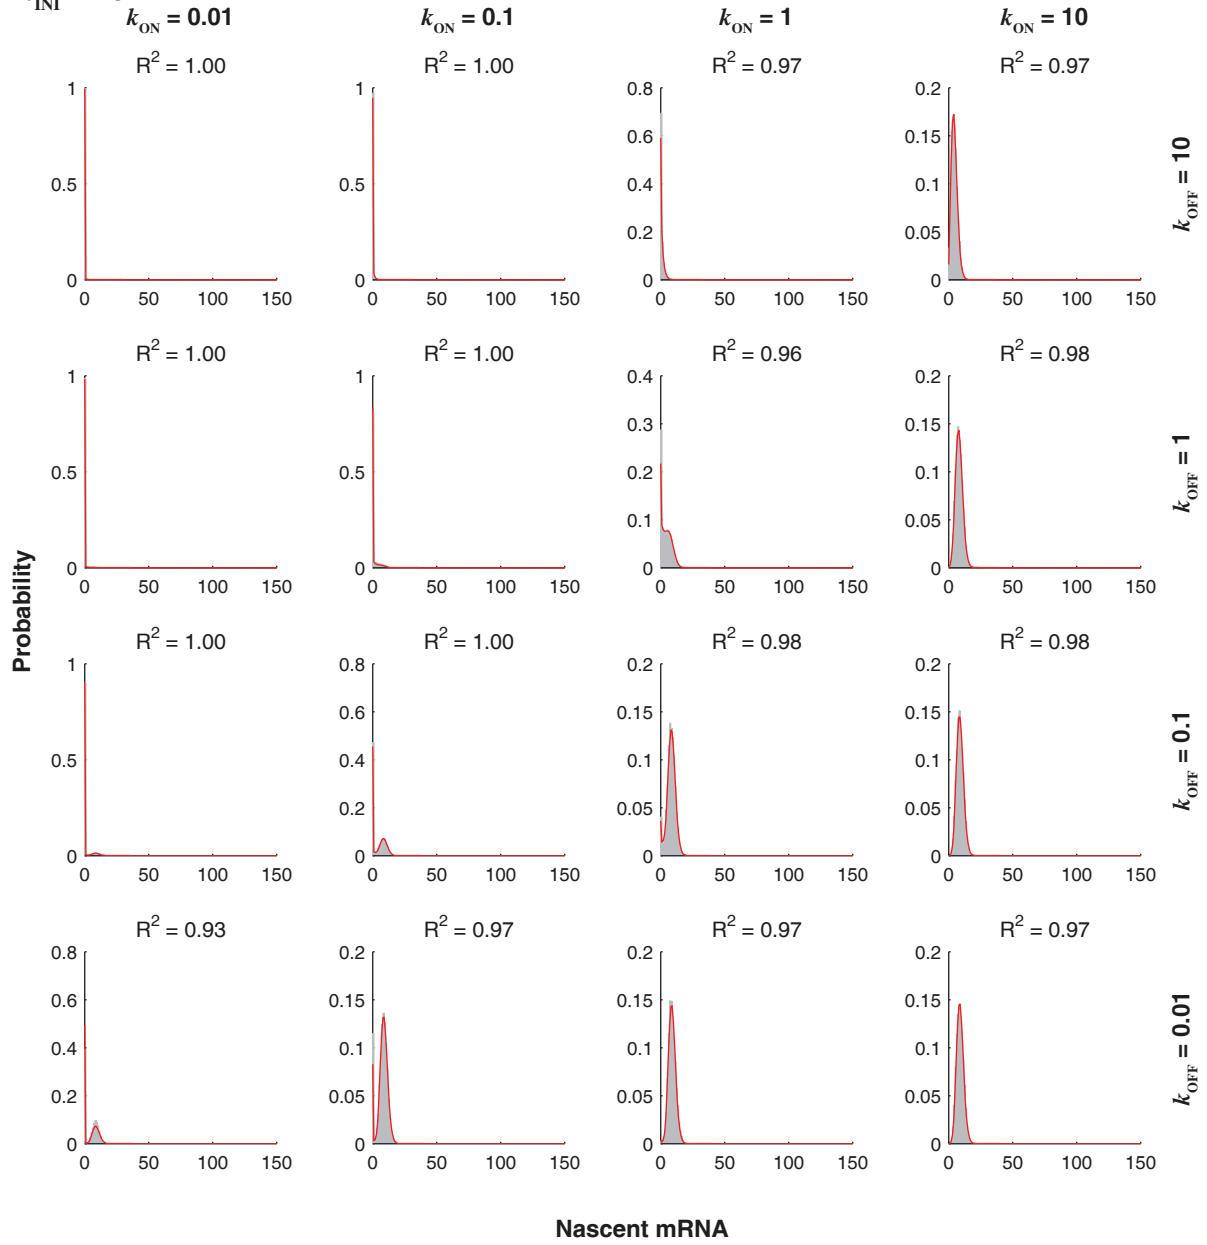 INI
k_ON = 0.01 k_ON = 0.1 k_ON = 1 k_ON = 10
R² = 1.00 R² = 1.00 R² = 0.97 R² = 0.97
1 1 0.8 0.2
0.6 0.15
0.5 0.5 0.4 0.1
0.2 0.05
0 0 0 0
0 50 100 150 0 50 100 150 0 50 100 150 0 50 100 150
k_OFF = 10
R² = 1.00 R² = 1.00 R² = 0.96 R² = 0.98
1 1 0.4 0.2
0.3 0.15
0.5 0.5 0.2 0.1
0.1 0.05
0 0 0 0
0 50 100 150 0 50 100 150 0 50 100 150 0 50 100 150
k_OFF = 1
Probability
R² = 1.00 R² = 1.00 R² = 0.98 R² = 0.98
1 0.8 0.2 0.2
0.6 0.15 0.15
0.5 0.4 0.1 0.1
0.2 0.05 0.05
0 0 0 0
0 50 100 150 0 50 100 150 0 50 100 150 0 50 100 150
k_OFF = 0.1
R² = 0.93 R² = 0.97 R² = 0.97 R² = 0.97
0.8 0.2 0.2 0.2
0.6 0.15 0.15 0.15
0.4 0.1 0.1 0.1
0.2 0.05 0.05 0.05
0 0 0 0
0 50 100 150 0 50 100 150 0 50 100 150 0 50 100 150
k_OFF = 0.01
Nascent mRNA